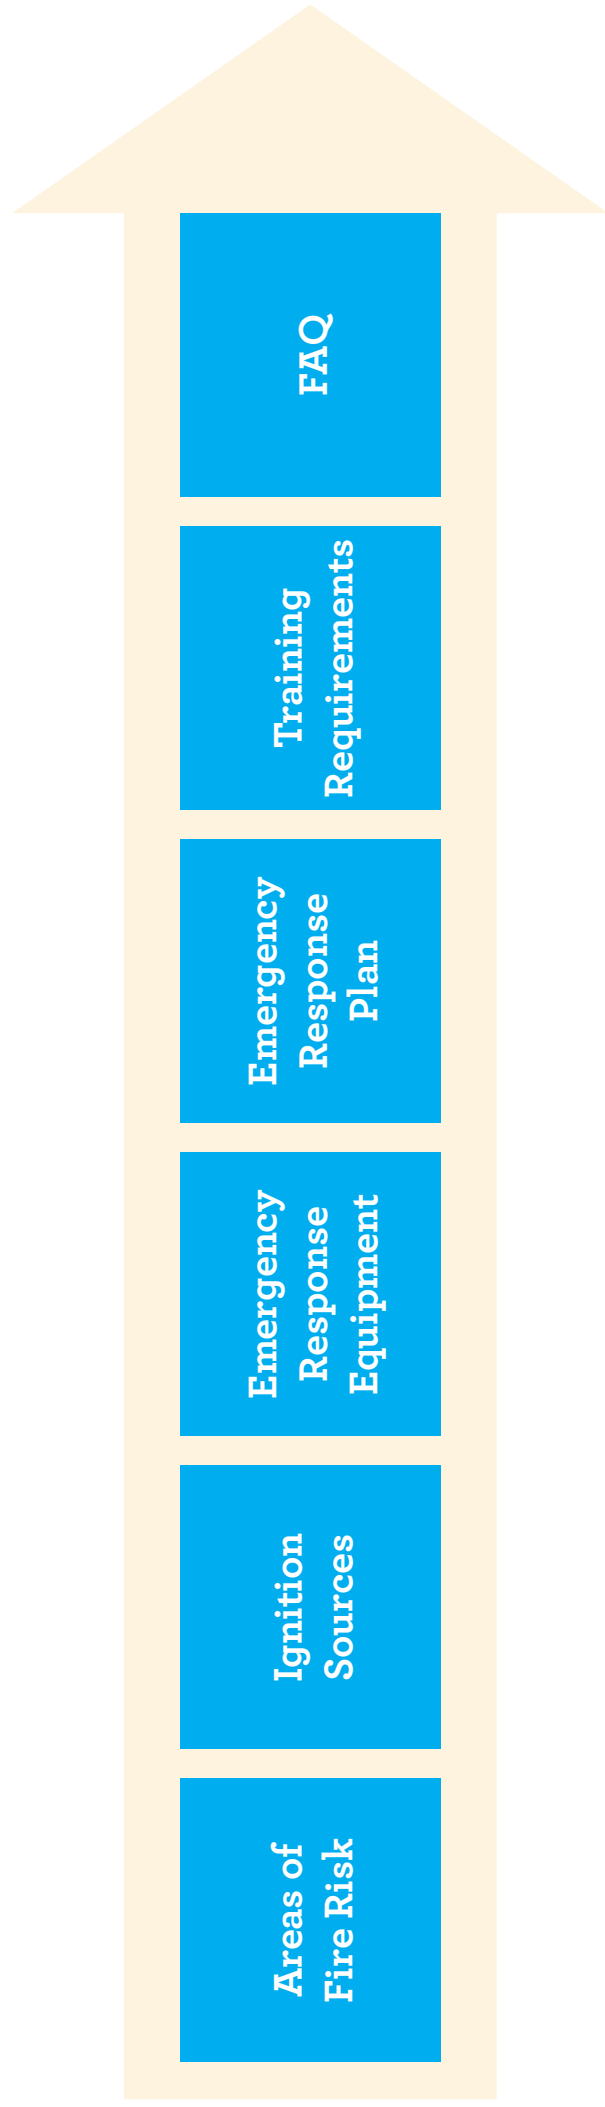 Areas of
Fire Risk
Ignition
Sources
Emergency
Response
Equipment
Emergency
Response
Plan
Training
Requirements
FAQ